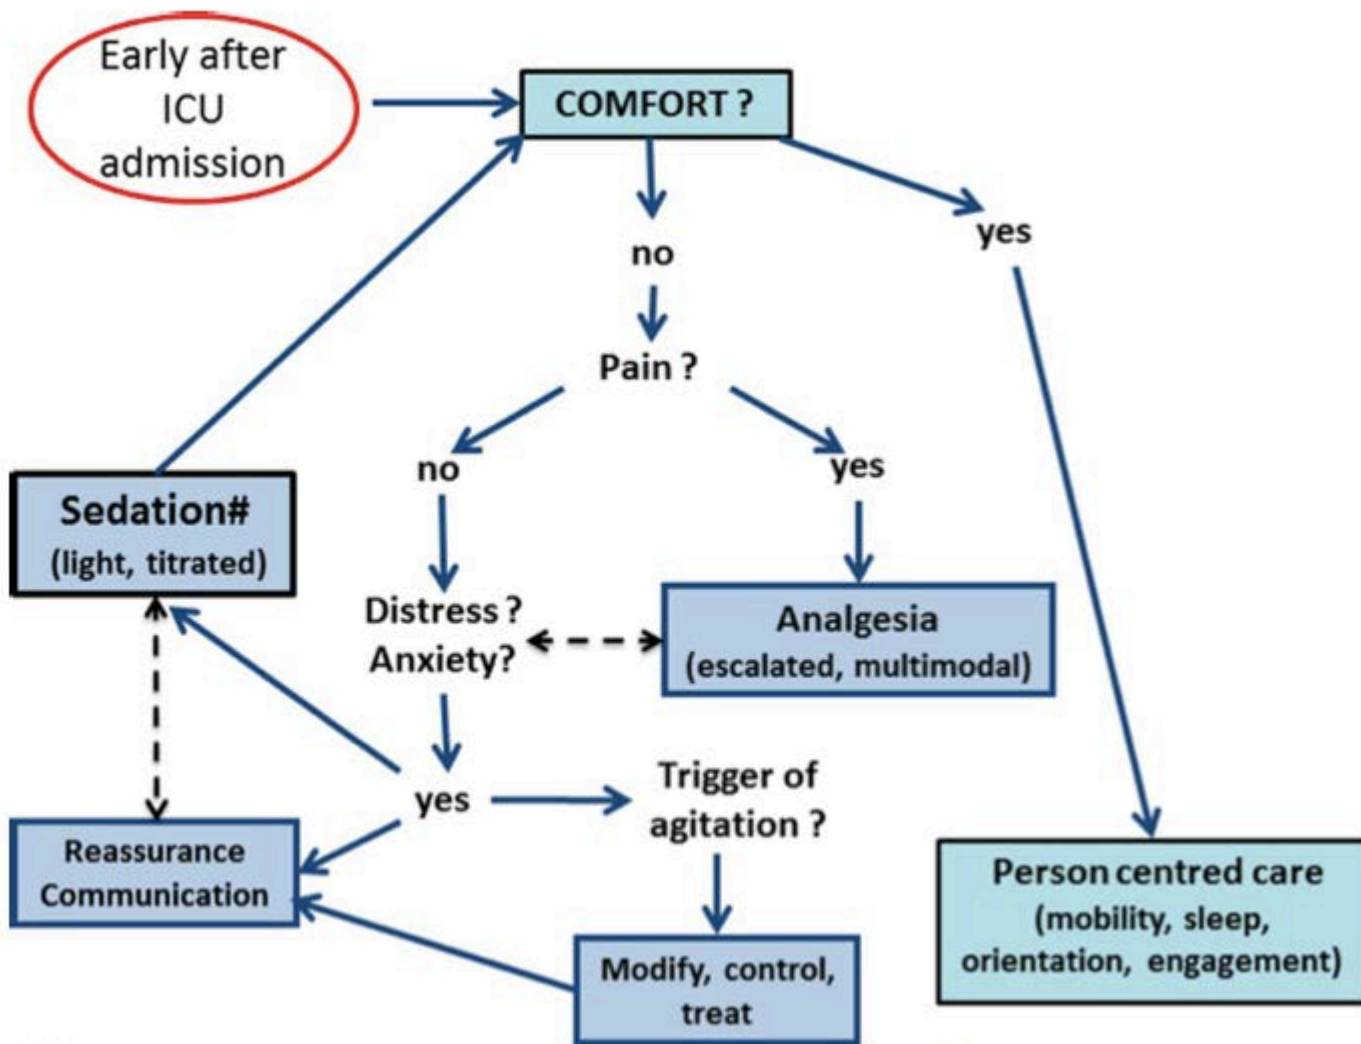 Early after
ICU
admission
COMFORT ?
no
yes
Pain ?
no
yes
Sedation#
(light, titrated)
Distress ?
Anxiety?
Analgesia
(escalated, multimodal)
yes
Trigger of
agitation ?
Reassurance
Communication
Modify, control,
treat
Person centred care
(mobility, sleep,
orientation, engagement)